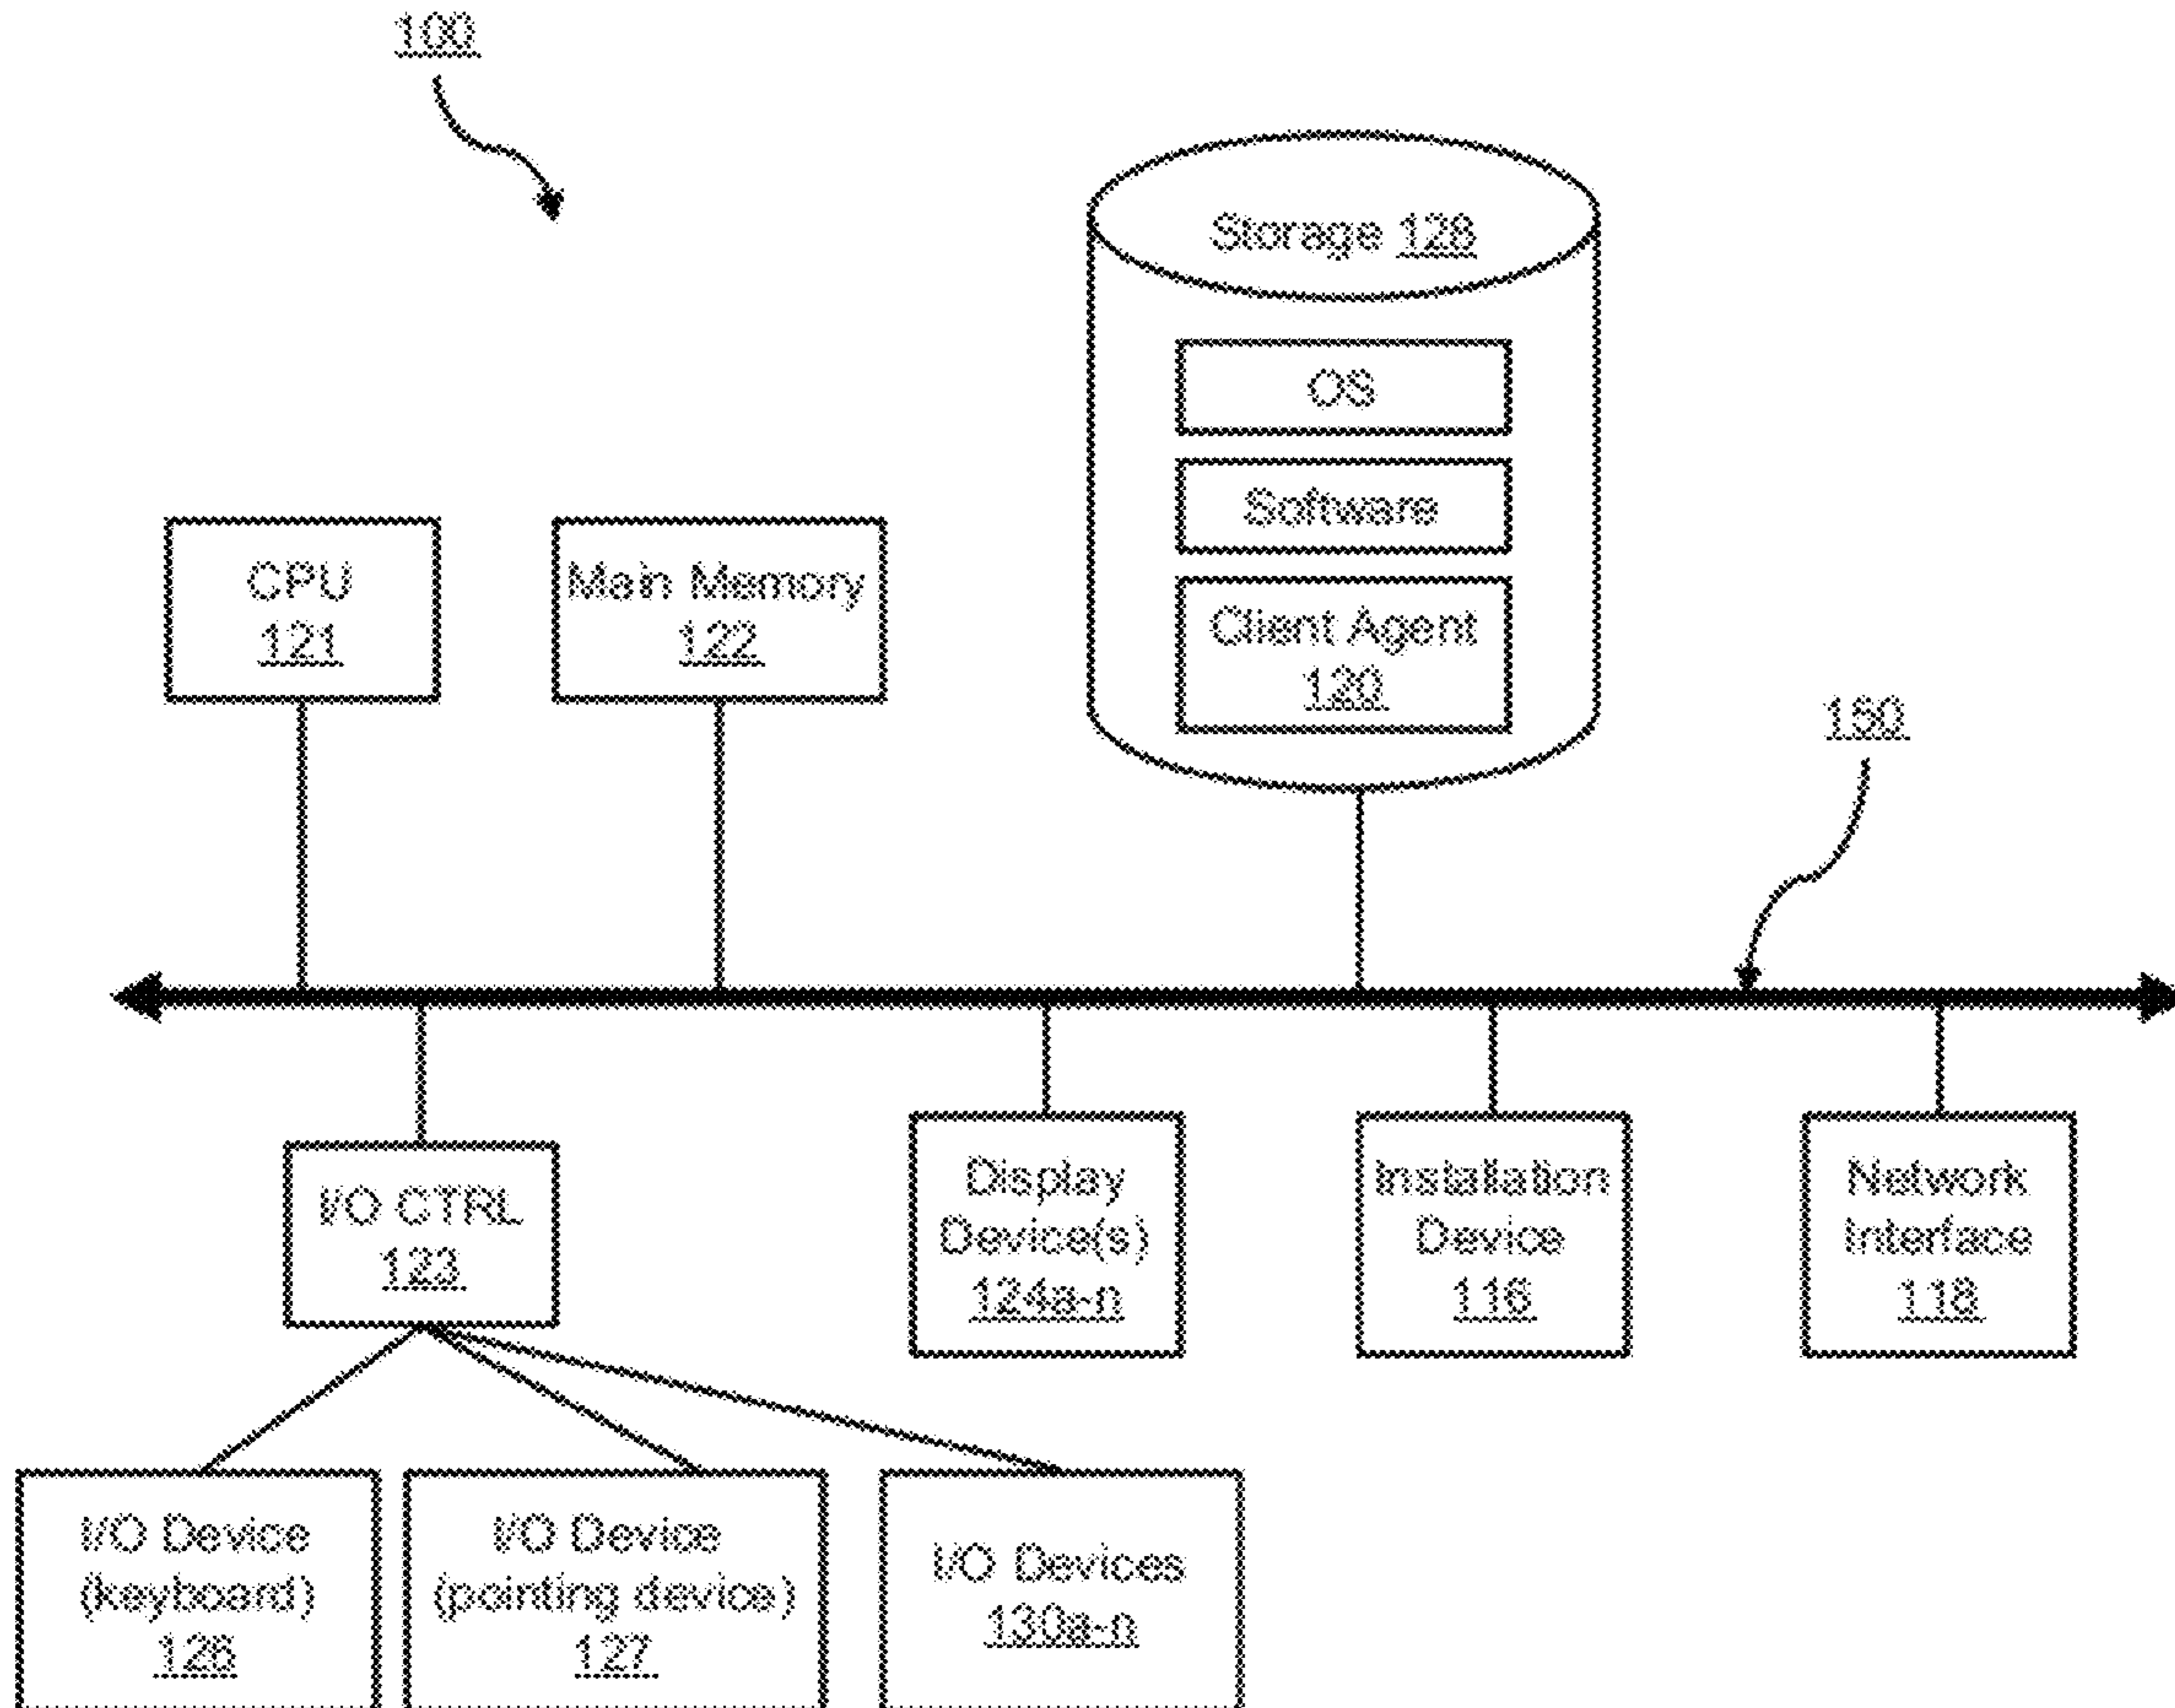 100
Storage 128
OS
Software
Client Agent
120
CPU
121
Main Memory
122
150
I/O CTRL
123
Display
Device(s)
124a-n
Installation
Device
116
Network
Interface
118
I/O Device
(keyboard)
126
I/O Device
(pointing device)
127
I/O Devices
130a-n